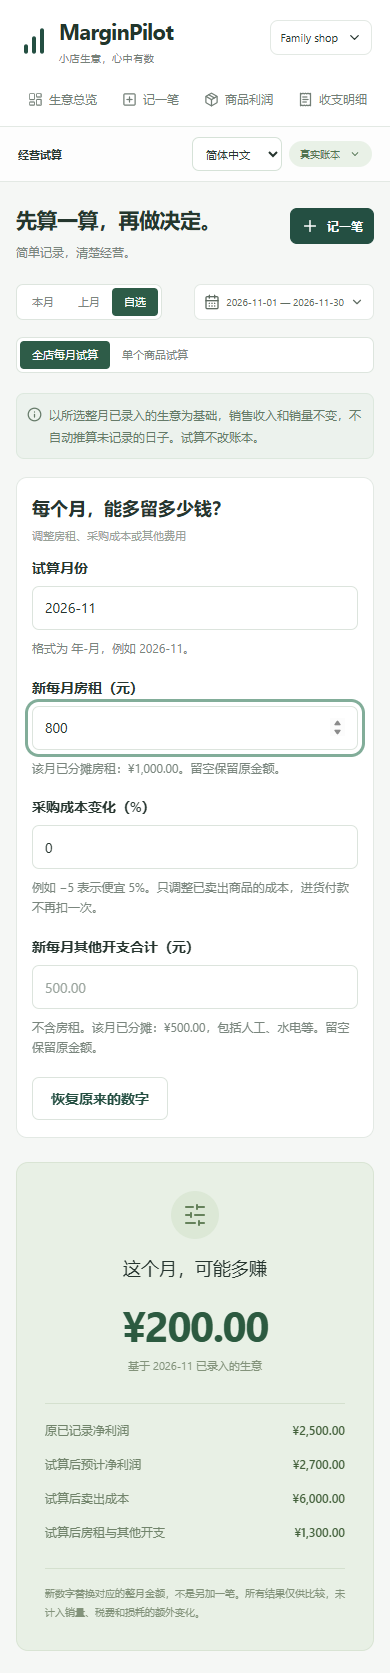 MarginPilot
小店生意，心中有数
Family shop
生意总览
记一笔
商品利润
收支明细
经营试算
简体中文
真实账本
先算一算，再做决定。
记一笔
简单记录，清楚经营。
本月
上月
自选
2026-11-01 — 2026-11-30
全店每月试算
单个商品试算
以所选整月已录入的生意为基础，销售收入和销量不变，不
自动推算未记录的日子。试算不改账本。
每个月，能多留多少钱？
调整房租、采购成本或其他费用
试算月份
2026-11
格式为 年-月，例如 2026-11。
新每月房租（元）
800
该月已分摊房租：¥1,000.00。留空保留原金额。
采购成本变化（%）
0
例如 −5 表示便宜 5%。只调整已卖出商品的成本，进货付款
不再扣一次。
新每月其他开支合计（元）
500.00
不含房租。该月已分摊：¥500.00，包括人工、水电等。留空
保留原金额。
恢复原来的数字
这个月，可能多赚
¥200.00
基于 2026-11 已录入的生意
原已记录净利润 ¥2,500.00
试算后预计净利润 ¥2,700.00
试算后卖出成本 ¥6,000.00
试算后房租与其他开支 ¥1,300.00
新数字替换对应的整月金额，不是另加一笔。所有结果仅供比较，未
计入销量、税费和损耗的额外变化。